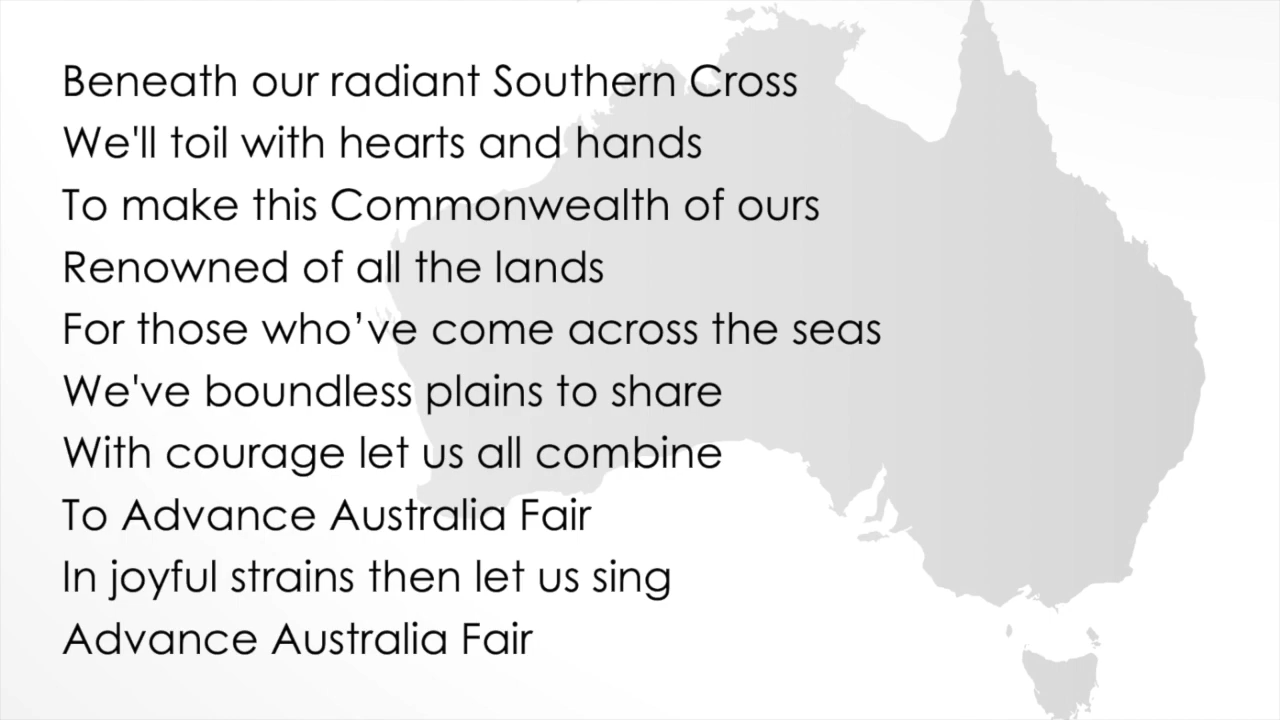 Beneath our radiant Southern Cross
We'll toil with hearts and hands
To make this Commonwealth of ours
Renowned of all the lands
For those who’ve come across the seas
We've boundless plains to share
With courage let us all combine
To Advance Australia Fair
In joyful strains then let us sing
Advance Australia Fair